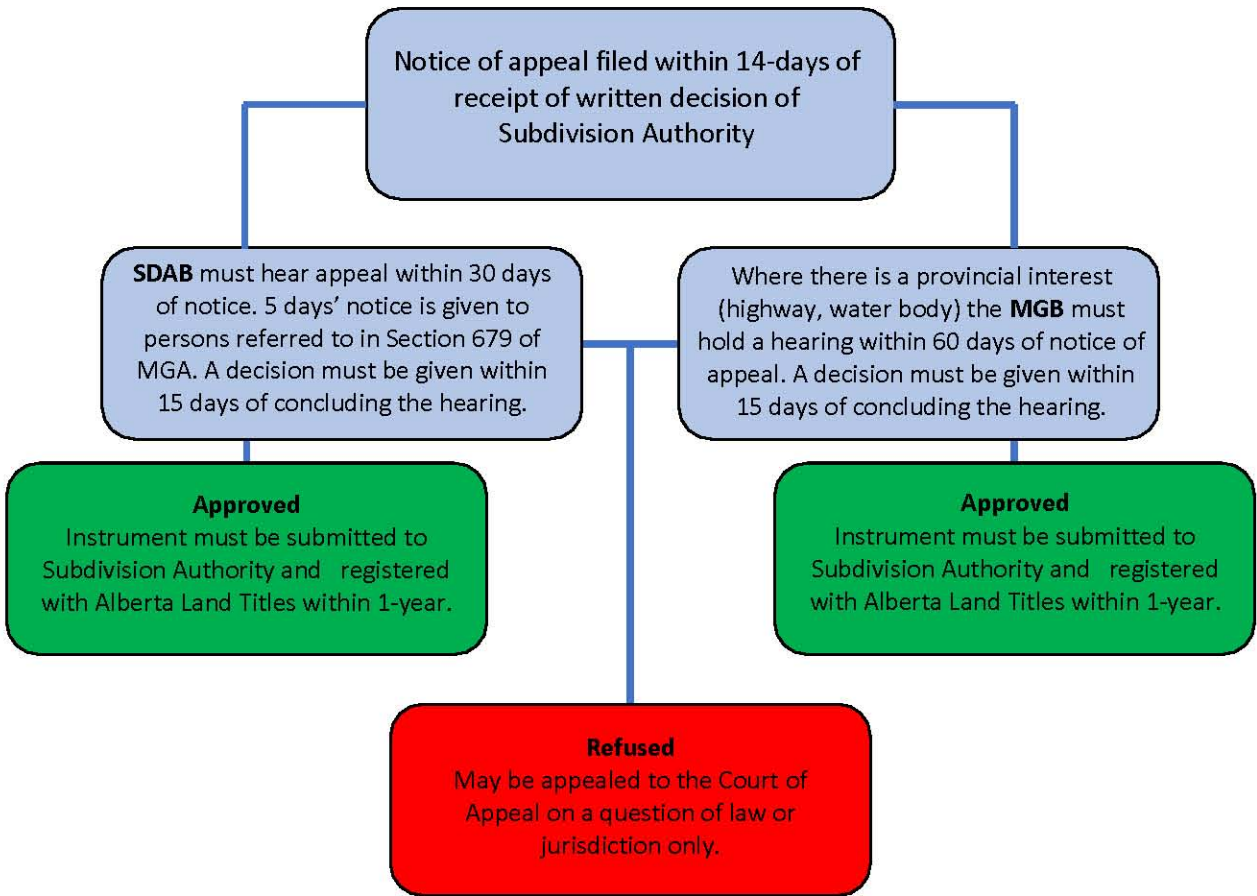 Notice of appeal filed within 14-days of
receipt of written decision of
Subdivision Authority
SDAB must hear appeal within 30 days
of notice. 5 days’ notice is given to
persons referred to in Section 679 of
MGA. A decision must be given within
15 days of concluding the hearing.
Where there is a provincial interest
(highway, water body) the MGB must
hold a hearing within 60 days of notice of
appeal. A decision must be given within
15 days of concluding the hearing.
Approved
Instrument must be submitted to
Subdivision Authority and registered
with Alberta Land Titles within 1-year.
Approved
Instrument must be submitted to
Subdivision Authority and registered
with Alberta Land Titles within 1-year.
Refused
May be appealed to the Court of
Appeal on a question of law or
jurisdiction only.